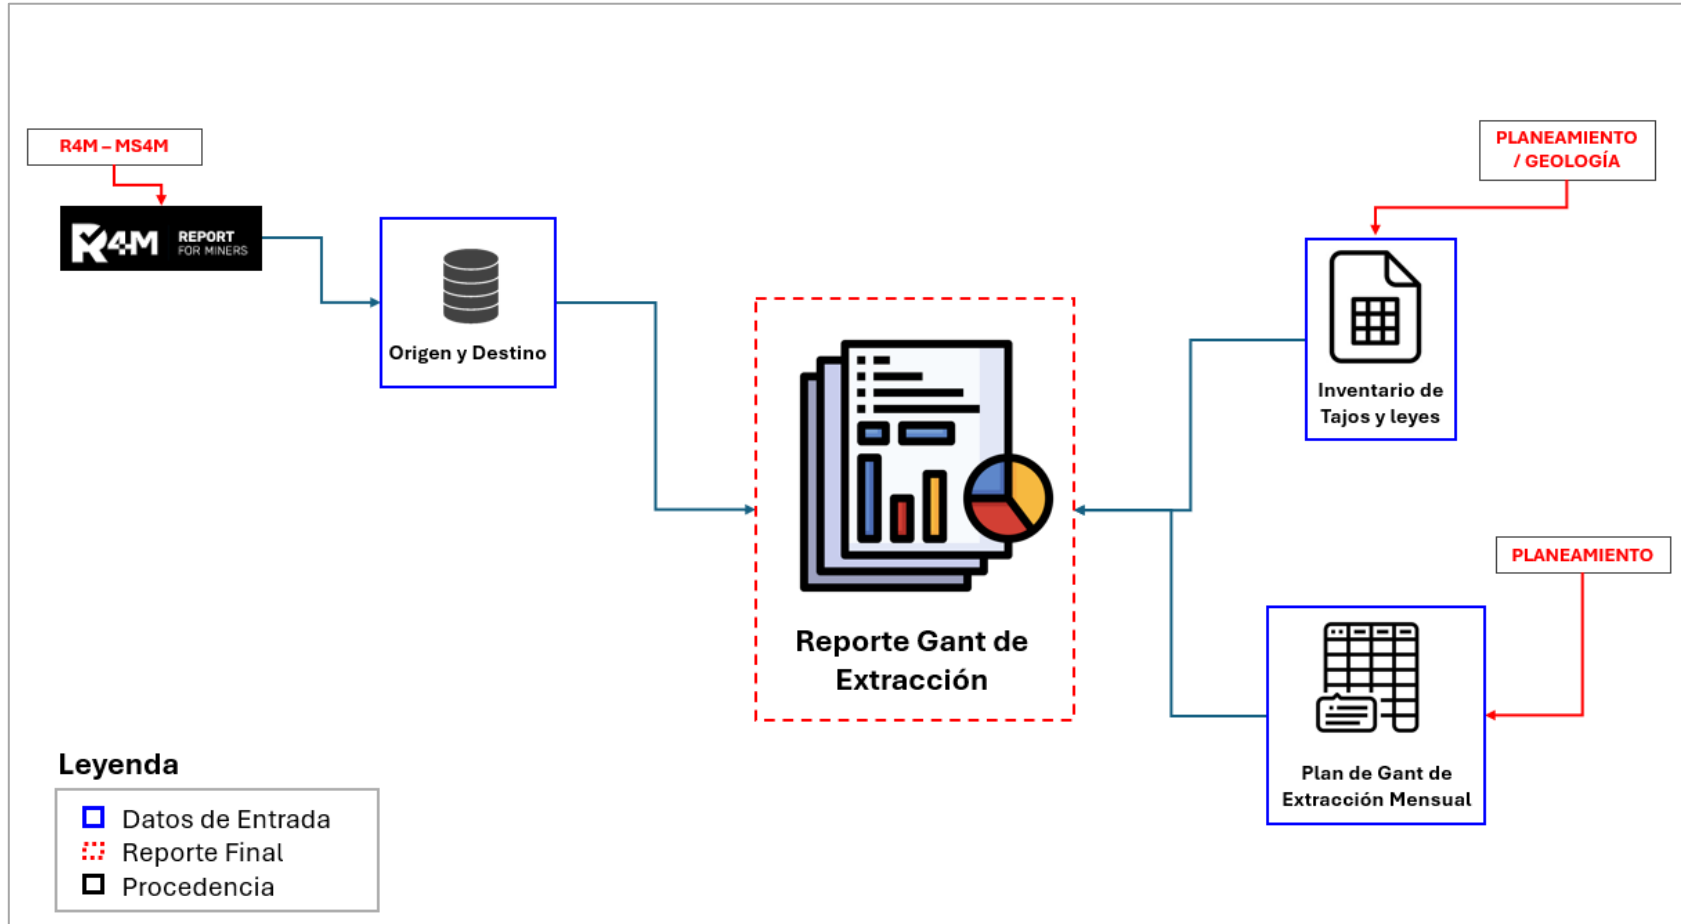 R4M – MS4M
R4M REPORT
FOR MINERS
Origen y Destino
Reporte Gant de
Extracción
PLANEAMIENTO
/ GEOLOGÍA
Inventario de
Tajos y leyes
PLANEAMIENTO
Plan de Gant de
Extracción Mensual
Leyenda
Datos de Entrada
Reporte Final
Procedencia